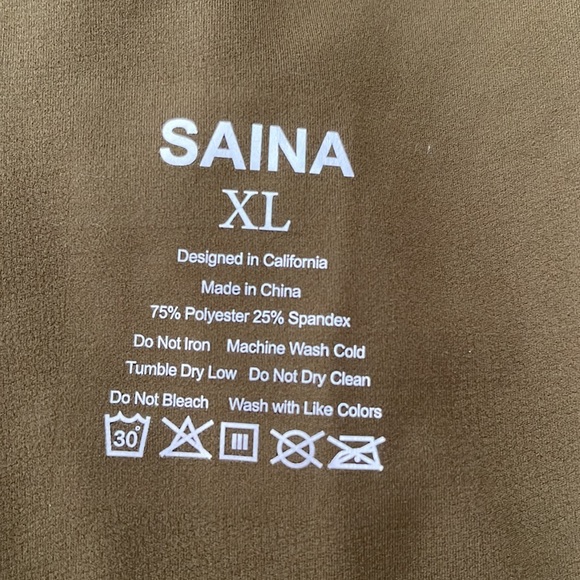 SAINA
XL
Designed in California
Made in China
75% Polyester 25% Spandex
Do Not Iron Machine Wash Cold
Tumble Dry Low Do Not Dry Clean
Do Not Bleach Wash with Like Colors
30°